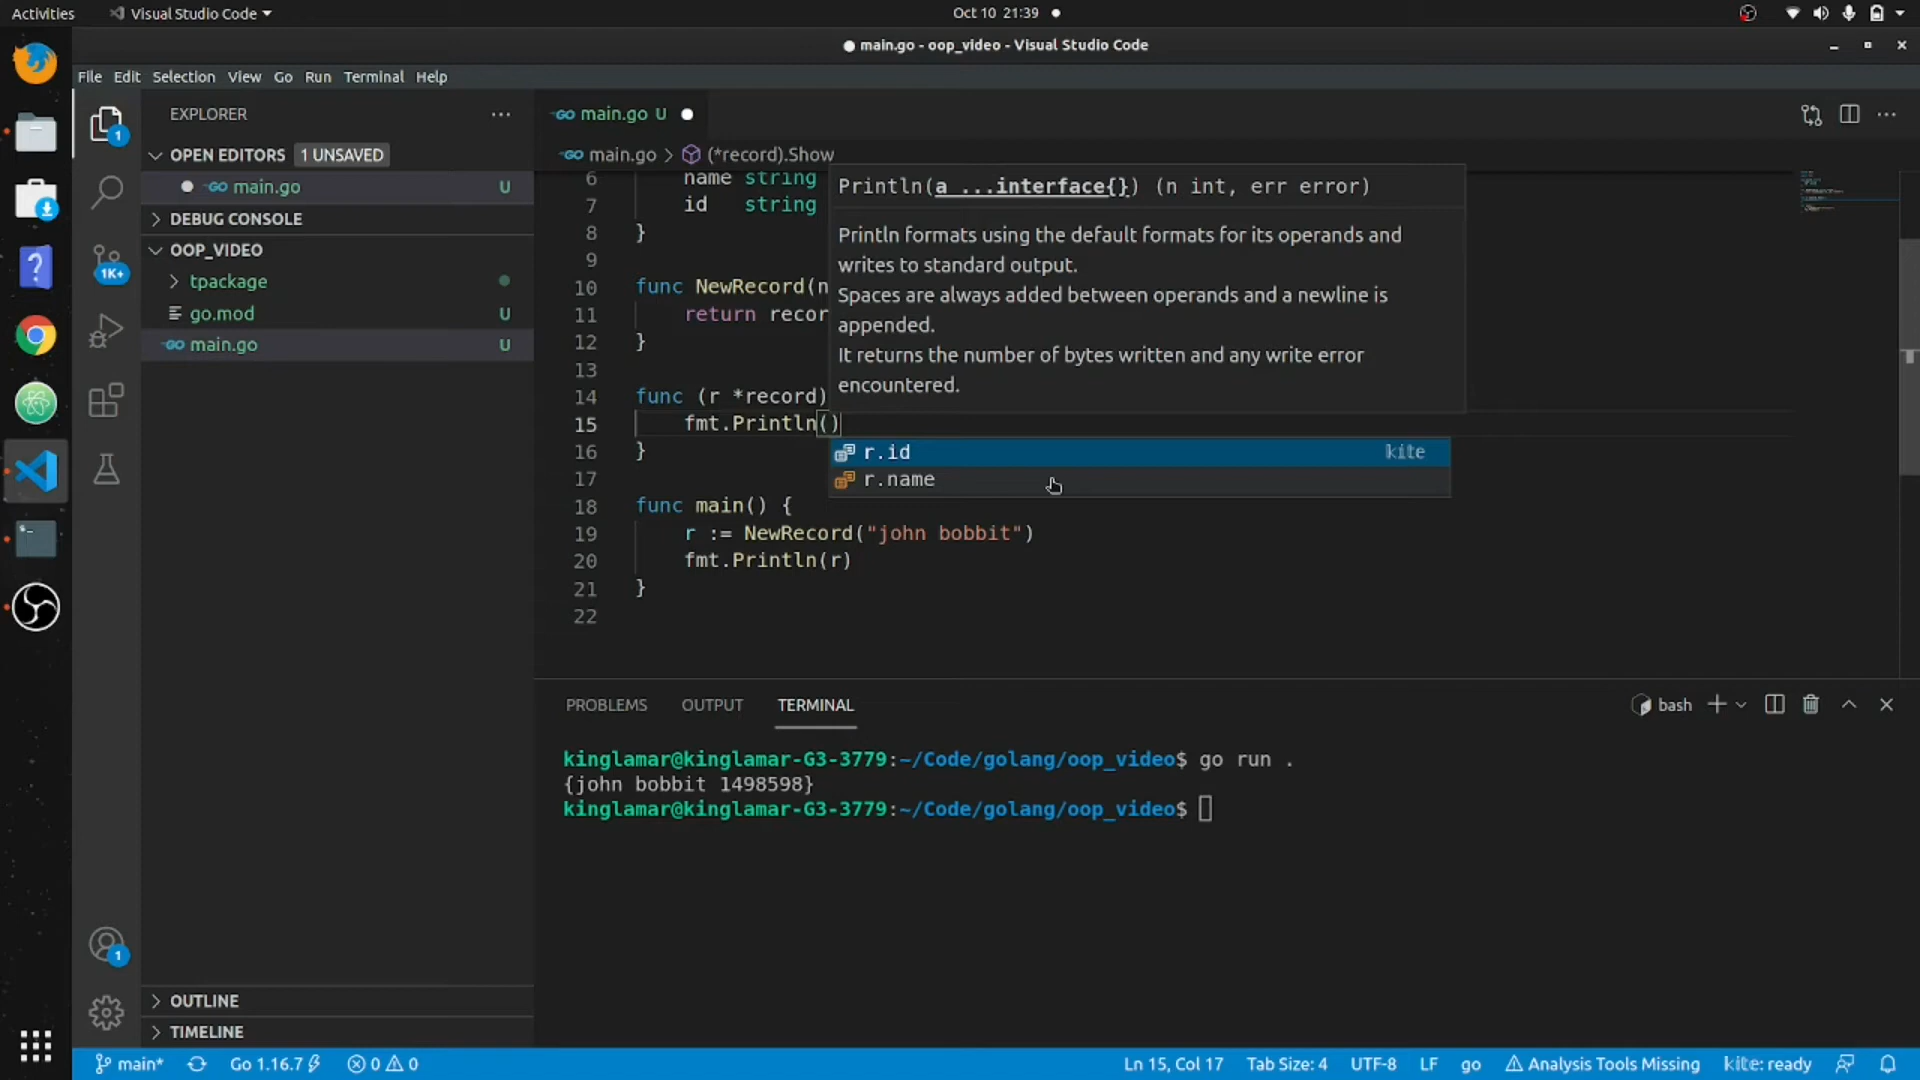 Activities
Visual Studio Code
Oct 10 21:39
main.go - oop_video - Visual Studio Code
File Edit Selection View Go Run Terminal Help
EXPLORER
OPEN EDITORS 1 UNSAVED
main.go U
DEBUG CONSOLE
OOP_VIDEO
tpackage
go.mod U
main.go U
OUTLINE
TIMELINE
1
1K+
1
main.go U
main.go > (*record).Show
6 name string
7 id string
8 }
9
10 func NewRecord(n
11 return recor
12 }
13
14 func (r *record)
15 fmt.Println()
16 }
17
18 func main() {
19 r := NewRecord("john bobbit")
20 fmt.Println(r)
21 }
22
Println(a ...interface{}) (n int, err error)
Println formats using the default formats for its operands and
writes to standard output.
Spaces are always added between operands and a newline is
appended.
It returns the number of bytes written and any write error
encountered.
r.id kite
r.name
PROBLEMS OUTPUT TERMINAL
bash
kinglamar@kinglamar-G3-3779:~/Code/golang/oop_video$ go run .
{john bobbit 1498598}
kinglamar@kinglamar-G3-3779:~/Code/golang/oop_video$
main* Go 1.16.7 0 0 Ln 15, Col 17 Tab Size: 4 UTF-8 LF go Analysis Tools Missing kite: ready